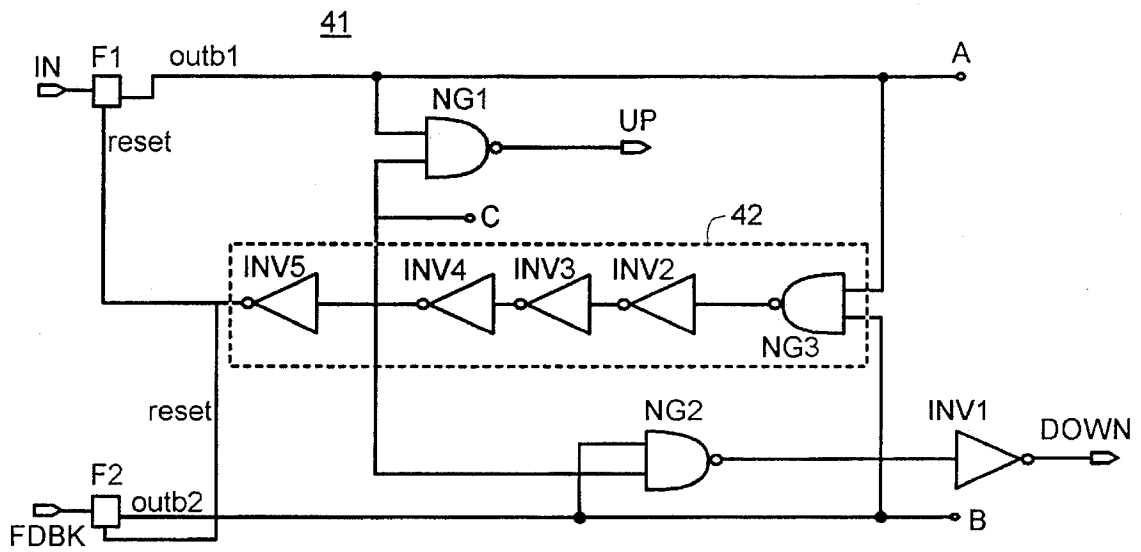 41
IN
F1
outb1
A
reset
NG1
UP
C
42
INV5
INV4
INV3
INV2
NG3
reset
NG2
INV1
DOWN
F2
outb2
FDBK
B